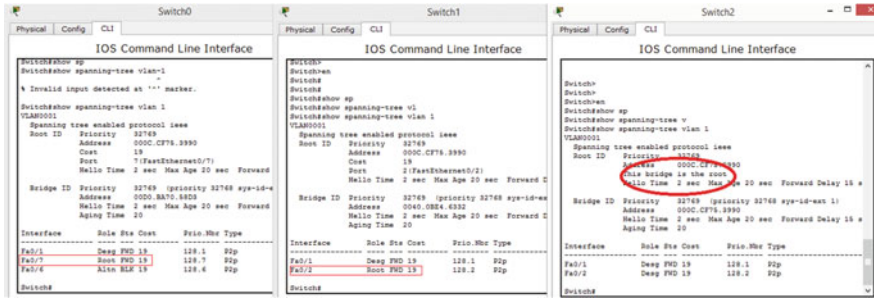 Switch0
Physical Config CLI
IOS Command Line Interface
Switch#show sp
Switch#show spanning-tree vlan-1
^
% Invalid input detected at '^' marker.
Switch#show spanning-tree vlan 1
VLAN0001
Spanning tree enabled protocol ieee
Root ID Priority 32769
Address 000C.CF75.3990
Cost 19
Port 7(FastEthernet0/7)
Hello Time 2 sec Max Age 20 sec Forward
Bridge ID Priority 32769 (priority 32768 sys-id-e
Address 00D0.BA70.58D3
Hello Time 2 sec Max Age 20 sec Forward
Aging Time 20
Interface Role Sts Cost Prio.Nbr Type
Fa0/1 Desg FWD 19 128.1 P2p
Fa0/7 Root FWD 19 128.7 P2p
Fa0/6 Altn BLK 19 128.6 P2p
Switch#
Switch1
Physical Config CLI
IOS Command Line Interface
Switch>
Switch>en
Switch#
Switch#
Switch#show sp
Switch#show spanning-tree vl
Switch#show spanning-tree vlan 1
VLAN0001
Spanning tree enabled protocol ieee
Root ID Priority 32769
Address 000C.CF75.3990
Cost 19
Port 2(FastEthernet0/2)
Hello Time 2 sec Max Age 20 sec Forward D
Bridge ID Priority 32769 (priority 32768 sys-id-ex
Address 0040.0BE4.6332
Hello Time 2 sec Max Age 20 sec Forward D
Aging Time 20
Interface Role Sts Cost Prio.Nbr Type
Fa0/1 Desg FWD 19 128.1 P2p
Fa0/2 Root FWD 19 128.2 P2p
Switch#
Switch2
Physical Config CLI
IOS Command Line Interface
Switch>
Switch>
Switch>en
Switch#show sp
Switch#show spanning-tree v
Switch#show spanning-tree vlan 1
VLAN0001
Spanning tree enabled protocol ieee
Root ID Priority 32769
Address 000C.CF75.3990
This bridge is the root
Hello Time 2 sec Max Age 20 sec Forward Delay 15 s
Bridge ID Priority 32769 (priority 32768 sys-id-ext 1)
Address 000C.CF75.3990
Hello Time 2 sec Max Age 20 sec Forward Delay 15 s
Aging Time 20
Interface Role Sts Cost Prio.Nbr Type
Fa0/1 Desg FWD 19 128.1 P2p
Fa0/2 Desg FWD 19 128.2 P2p
Switch#